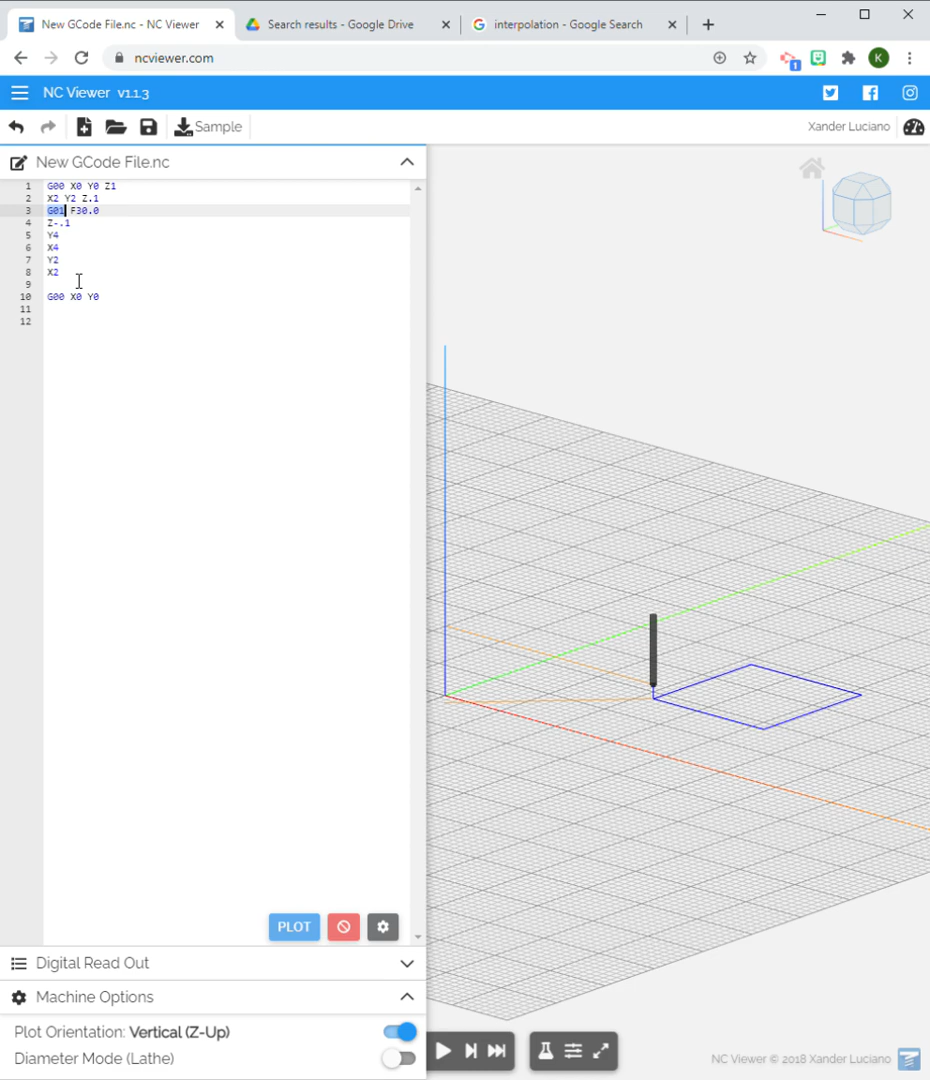 New GCode File.nc - NC Viewer
Search results - Google Drive
interpolation - Google Search
ncviewer.com
1
K
NC Viewer v1.1.3
Sample
Xander Luciano
New GCode File.nc
1 G00 X0 Y0 Z1
2 X2 Y2 Z.1
3 G01 F30.0
4 Z-.1
5 Y4
6 X4
7 Y2
8 X2
9
10 G00 X0 Y0
11
12
PLOT
Digital Read Out
Machine Options
Plot Orientation: Vertical (Z-Up)
Diameter Mode (Lathe)
NC Viewer © 2018 Xander Luciano